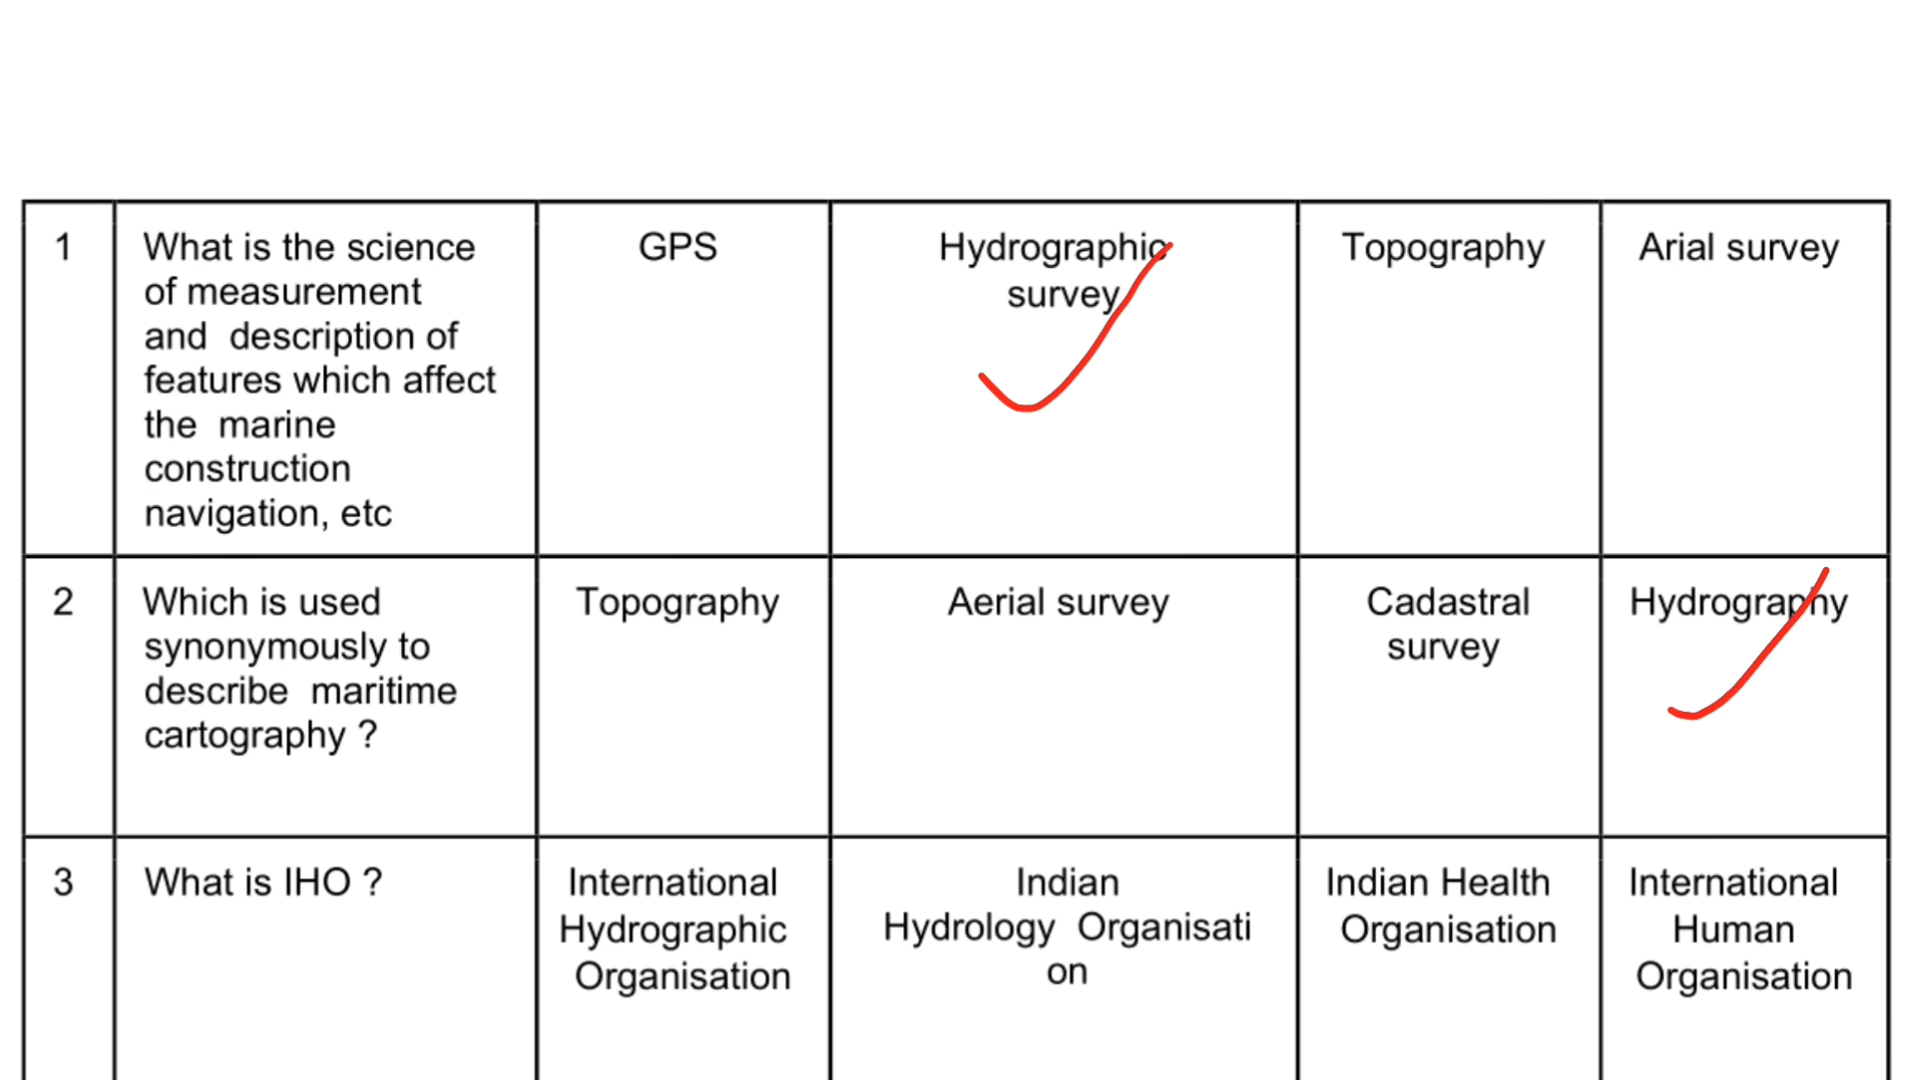 1
What is the science
of measurement
and description of
features which affect
the marine
construction
navigation, etc
GPS
Hydrographic
survey
Topography
Arial survey
2
Which is used
synonymously to
describe maritime
cartography ?
Topography
Aerial survey
Cadastral
survey
Hydrography
3
What is IHO ?
International
Hydrographic
Organisation
Indian
Hydrology Organisati
on
Indian Health
Organisation
International
Human
Organisation